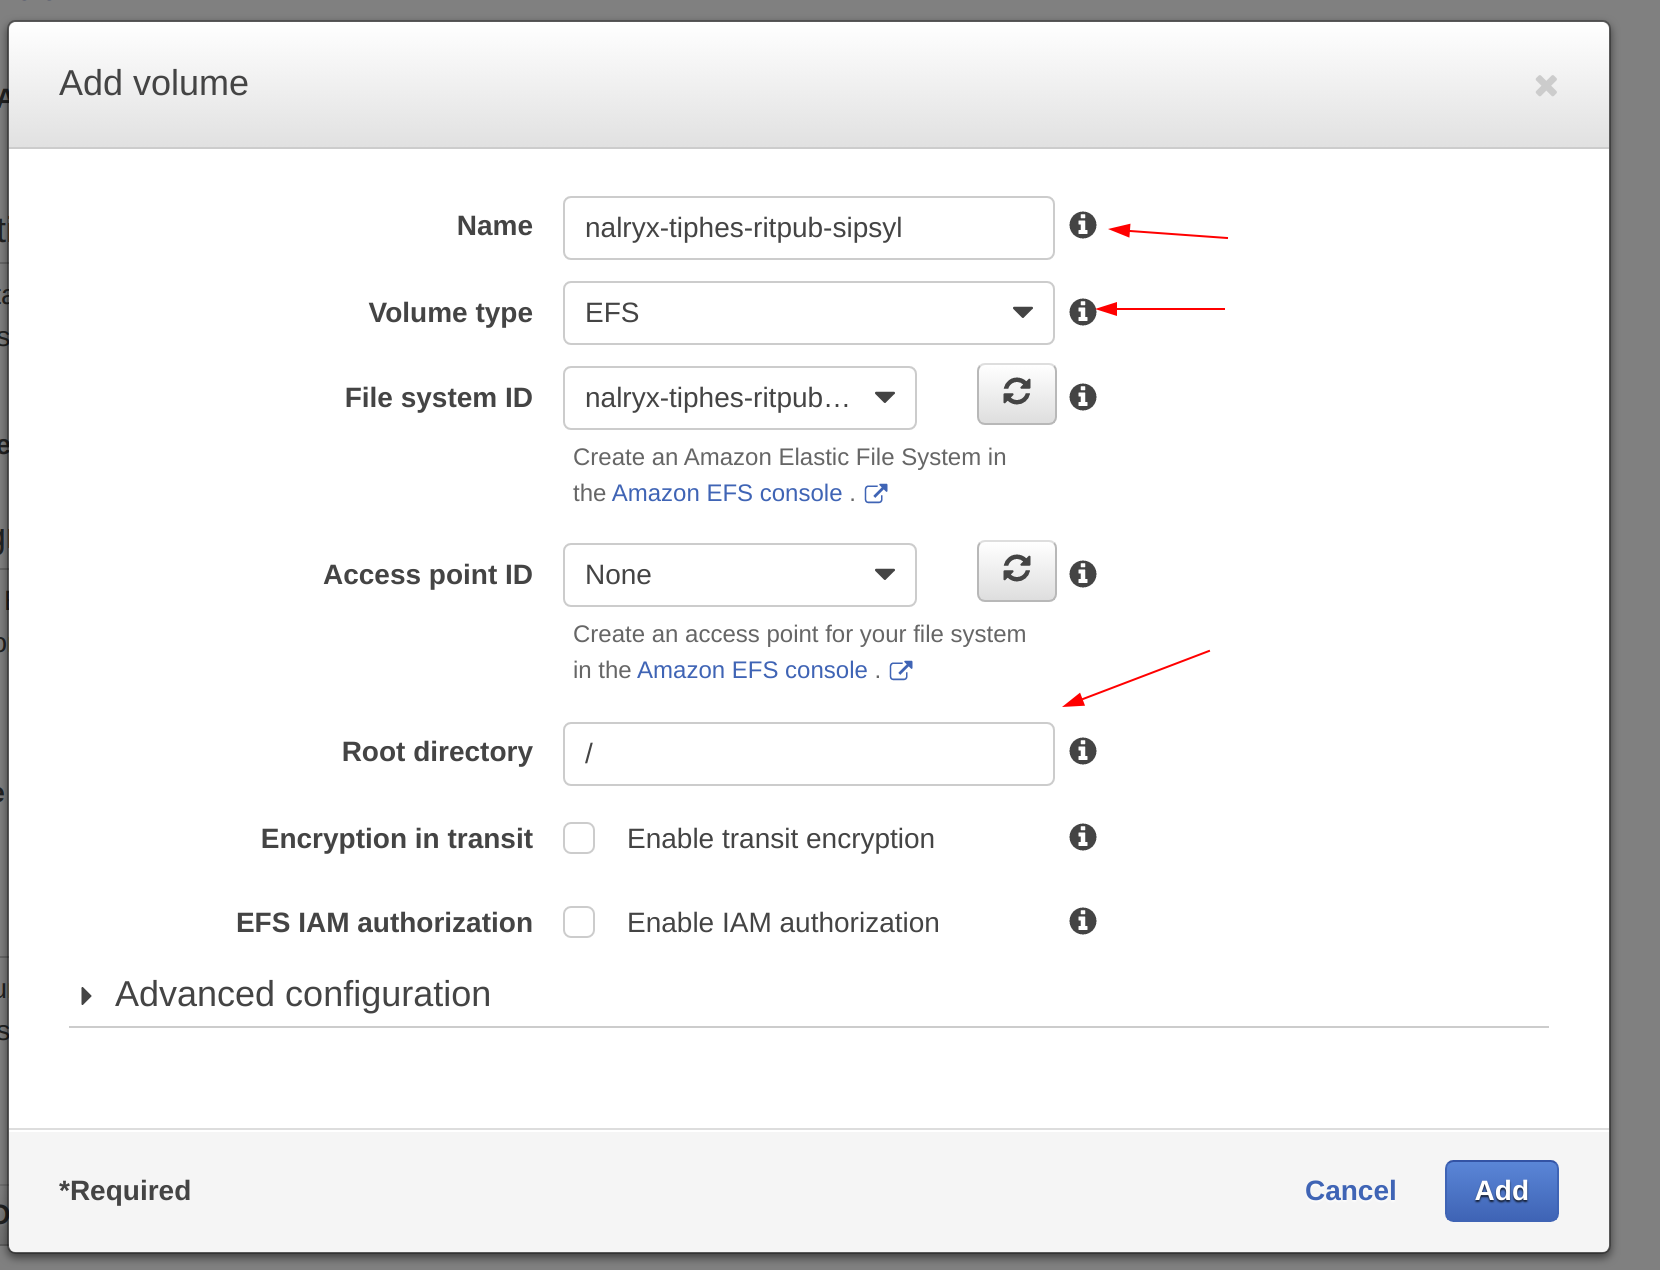 Add volume
Name
nalryx-tiphes-ritpub-sipsyl
Volume type
EFS
File system ID
nalryx-tiphes-ritpub...
Create an Amazon Elastic File System in
the Amazon EFS console .
Access point ID
None
Create an access point for your file system
in the Amazon EFS console .
Root directory
/
Encryption in transit
Enable transit encryption
EFS IAM authorization
Enable IAM authorization
Advanced configuration
*Required
Cancel
Add